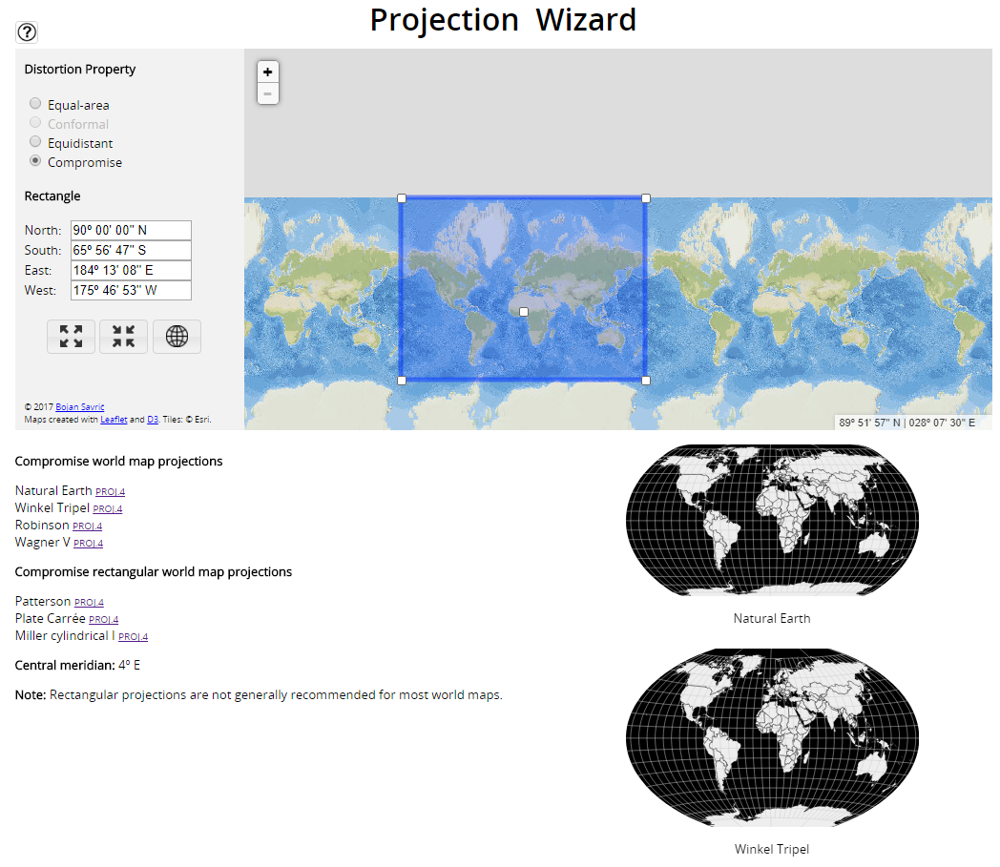 Projection Wizard
?
Distortion Property
Equal-area
Conformal
Equidistant
Compromise
Rectangle
North: 90º 00' 00" N
South: 65º 56' 47" S
East: 184º 13' 08" E
West: 175º 46' 53" W
© 2017 Bojan Savrič
Maps created with Leaflet and D3. Tiles: © Esri.
+
−
89º 51' 57" N | 028º 07' 30" E
Compromise world map projections
Natural Earth PROJ.4
Winkel Tripel PROJ.4
Robinson PROJ.4
Wagner V PROJ.4
Compromise rectangular world map projections
Patterson PROJ.4
Plate Carrée PROJ.4
Miller cylindrical I PROJ.4
Central meridian: 4º E
Note: Rectangular projections are not generally recommended for most world maps.
Natural Earth
Winkel Tripel